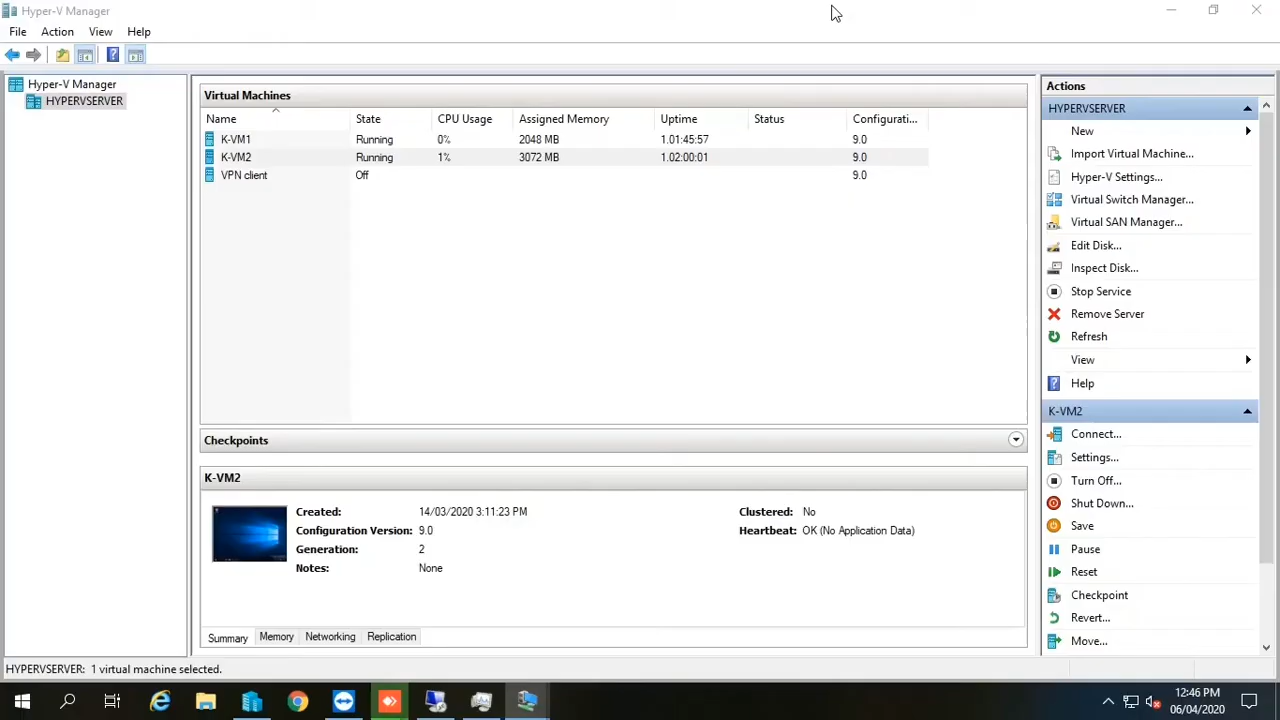 Hyper-V Manager
File Action View Help
Hyper-V Manager
HYPERVSERVER
Virtual Machines
Name State CPU Usage Assigned Memory Uptime Status Configurati...
K-VM1 Running 0% 2048 MB 1.01:45:57 9.0
K-VM2 Running 1% 3072 MB 1.02:00:01 9.0
VPN client Off 9.0
Checkpoints
K-VM2
Created: 14/03/2020 3:11:23 PM Clustered: No
Configuration Version: 9.0 Heartbeat: OK (No Application Data)
Generation: 2
Notes: None
Summary Memory Networking Replication
Actions
HYPERVSERVER
New
Import Virtual Machine...
Hyper-V Settings...
Virtual Switch Manager...
Virtual SAN Manager...
Edit Disk...
Inspect Disk...
Stop Service
Remove Server
Refresh
View
Help
K-VM2
Connect...
Settings...
Turn Off...
Shut Down...
Save
Pause
Reset
Checkpoint
Revert...
Move...
HYPERVSERVER: 1 virtual machine selected.
12:46 PM
06/04/2020